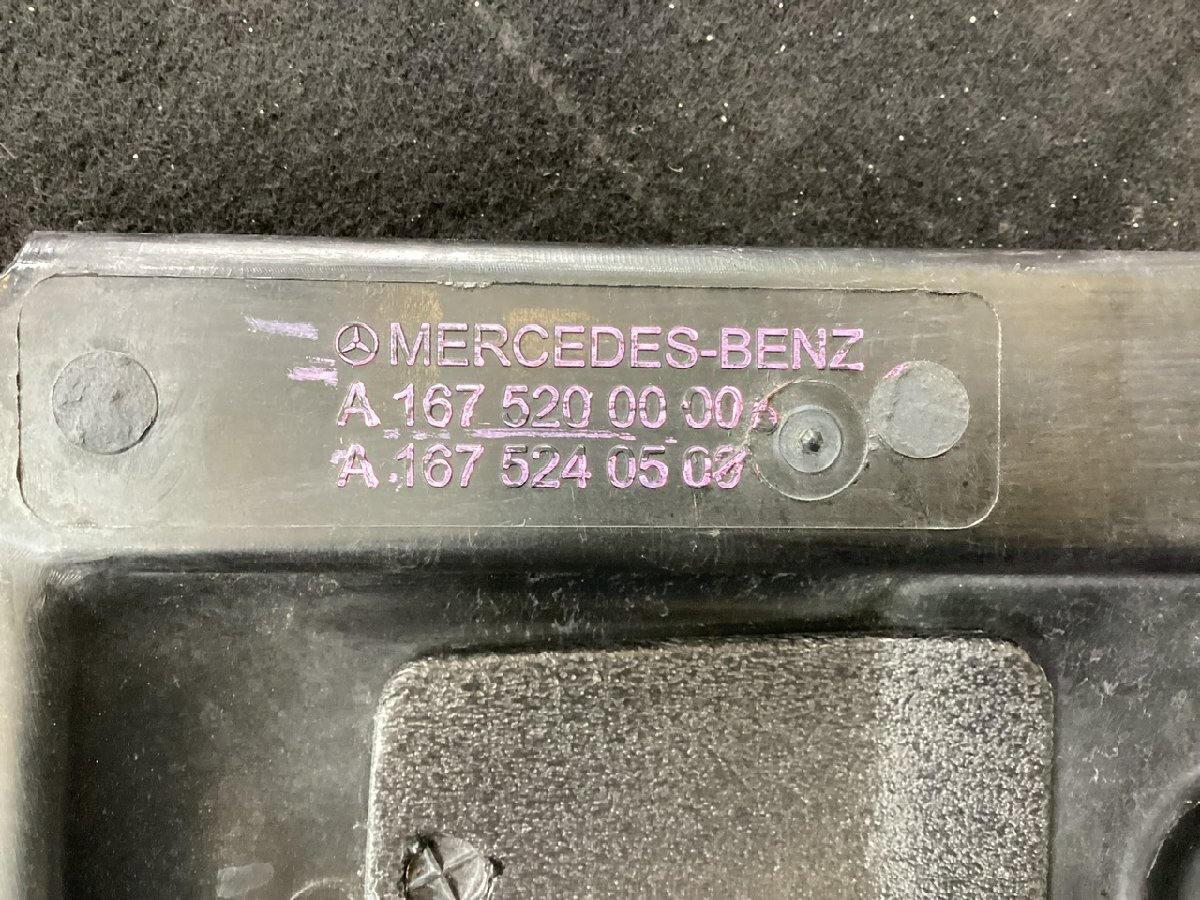 MERCEDES-BENZ
A 167 520 00 00
A 167 524 05 00